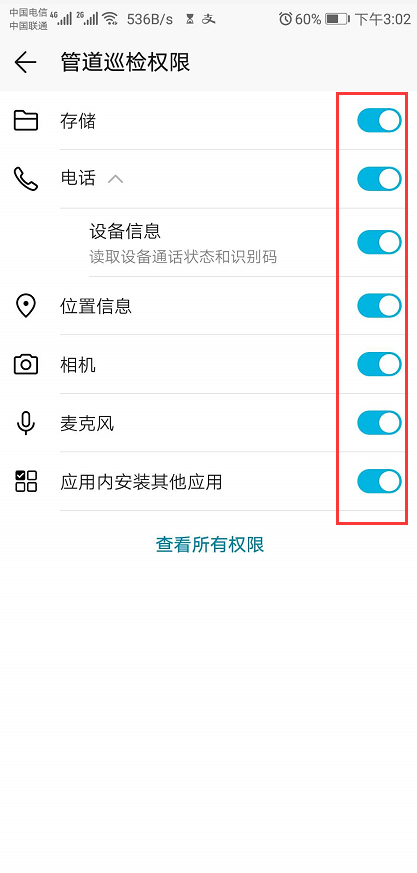 中国电信 4G 2G 536B/s 60% 下午3:02
中国联通
管道巡检权限
存储
电话
设备信息
读取设备通话状态和识别码
位置信息
相机
麦克风
应用内安装其他应用
查看所有权限